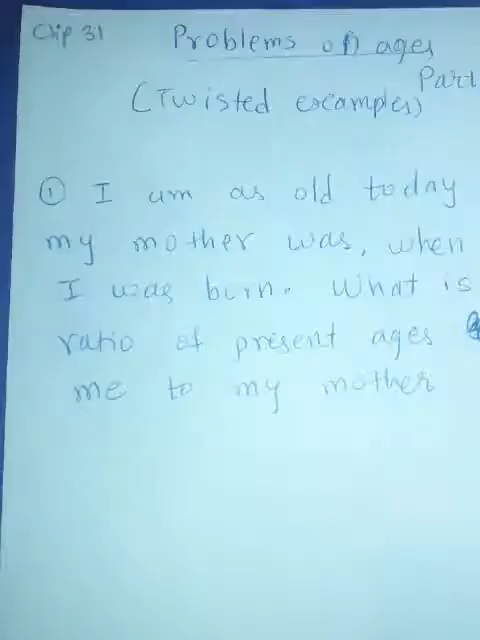 Clip 31
Problems on ages
Part
(Twisted examples)
① I am as old today
my mother was, when
I was born. What is
ratio of present ages
me to my mother